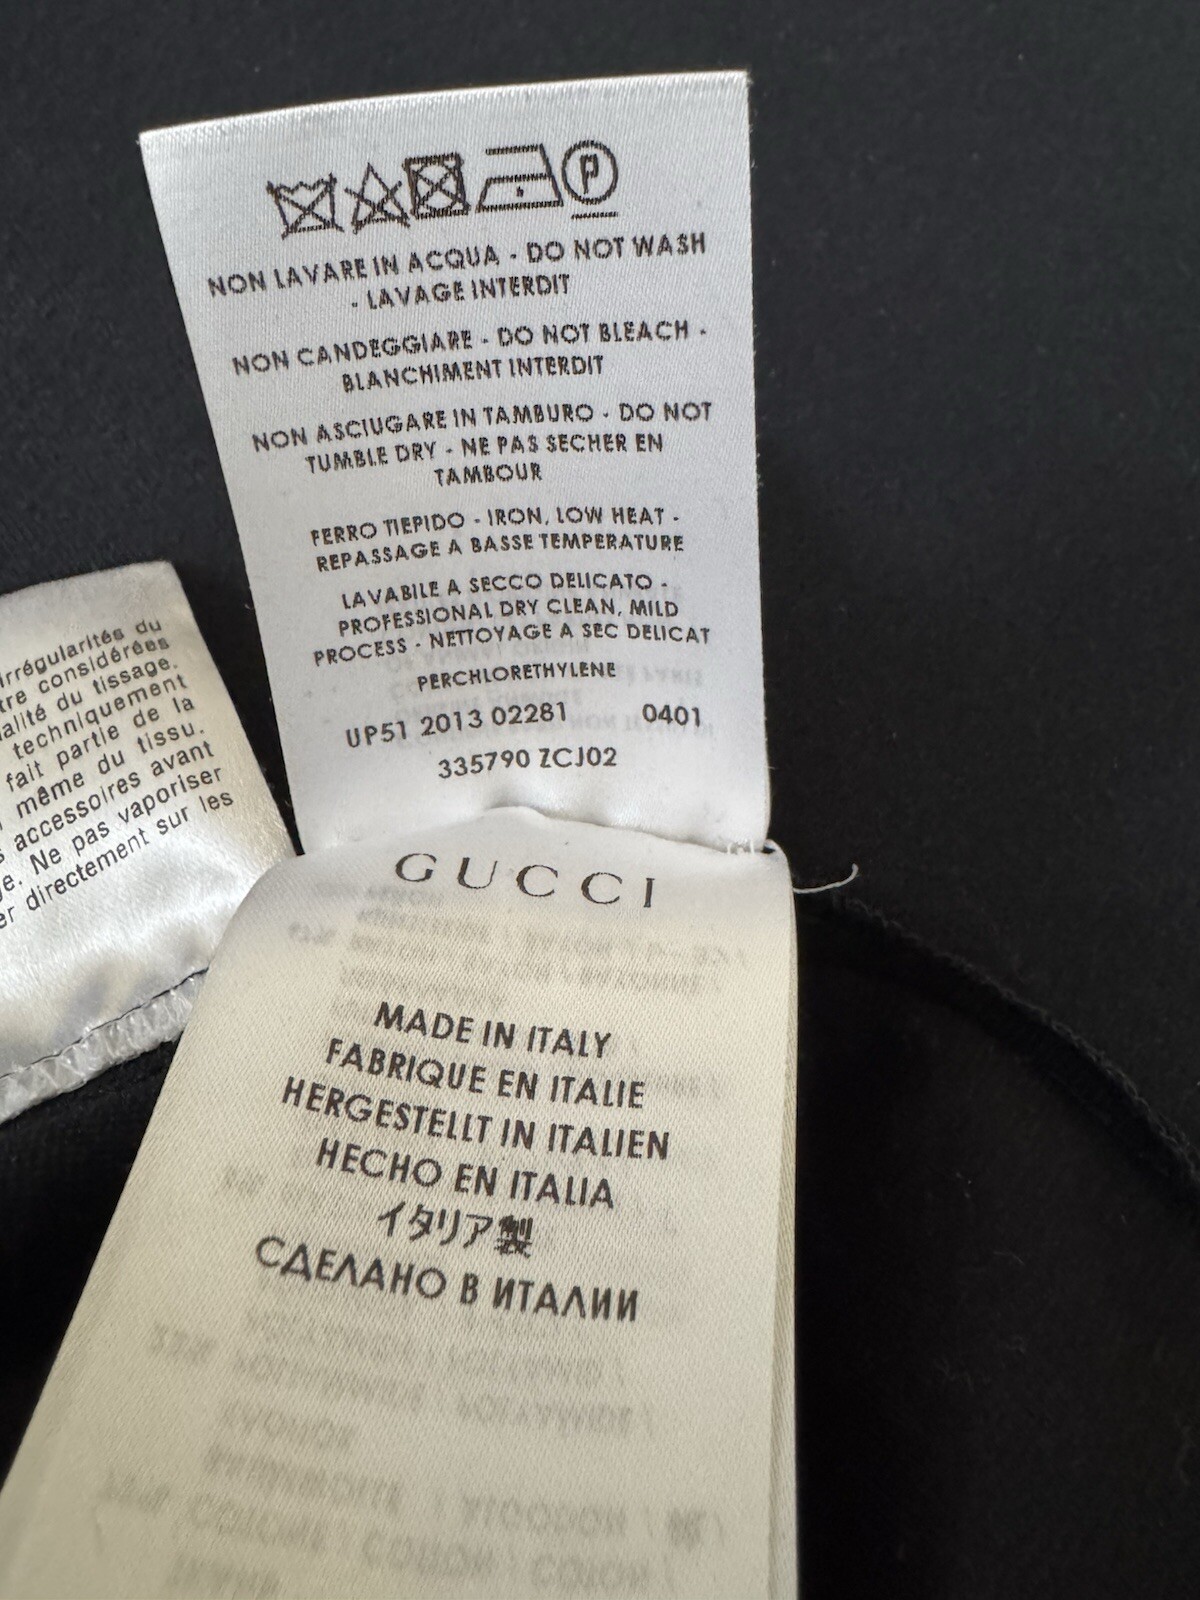 NON LAVARE IN ACQUA - DO NOT WASH
- LAVAGE INTERDIT
NON CANDEGGIARE - DO NOT BLEACH -
BLANCHIMENT INTERDIT
NON ASCIUGARE IN TAMBURO - DO NOT
TUMBLE DRY - NE PAS SECHER EN
TAMBOUR
FERRO TIEPIDO - IRON, LOW HEAT -
REPASSAGE A BASSE TEMPERATURE
LAVABILE A SECCO DELICATO -
PROFESSIONAL DRY CLEAN, MILD
PROCESS - NETTOYAGE A SEC DELICAT
PERCHLORETHYLENE
UP51 2013 02281 0401
335790 ZCJ02
irrégularités du
considérées
du tissage.
techniquement
fait partie de la
même du tissu.
accessoires avant
Ne pas vaporiser
directement sur les
GUCCI
MADE IN ITALY
FABRIQUE EN ITALIE
HERGESTELLT IN ITALIEN
HECHO EN ITALIA
イタリア製
СДЕЛАНО В ИТАЛИИ